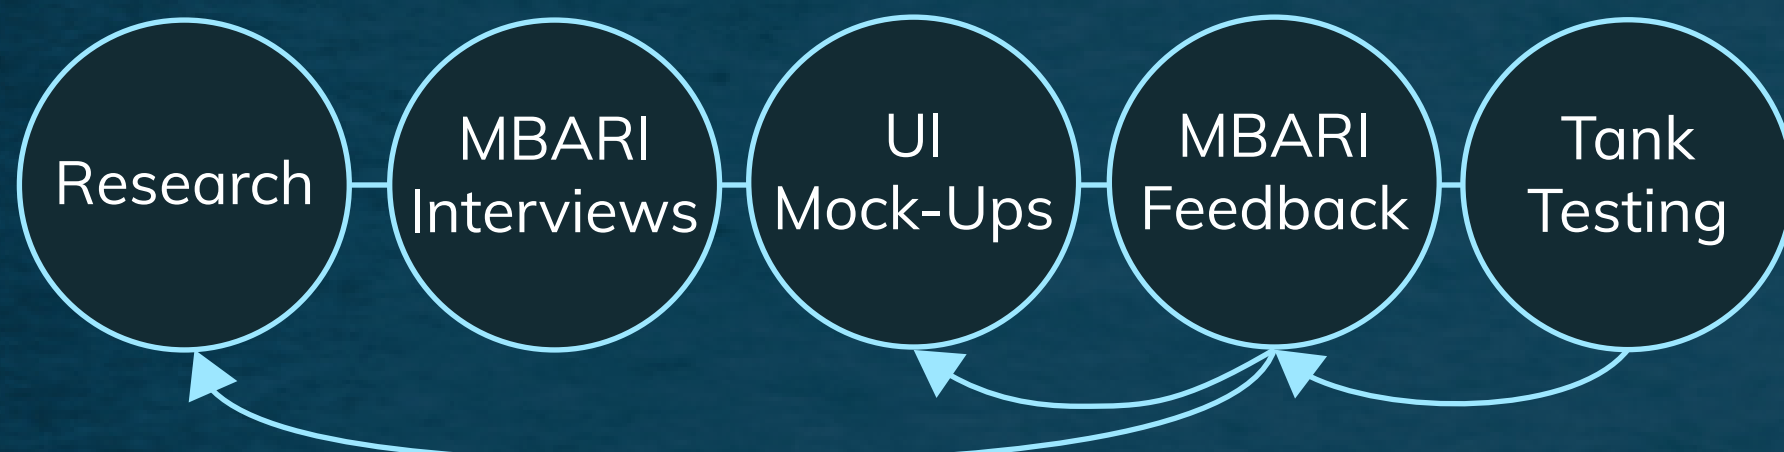 Research
MBARI
Interviews
UI
Mock-Ups
MBARI
Feedback
Tank
Testing